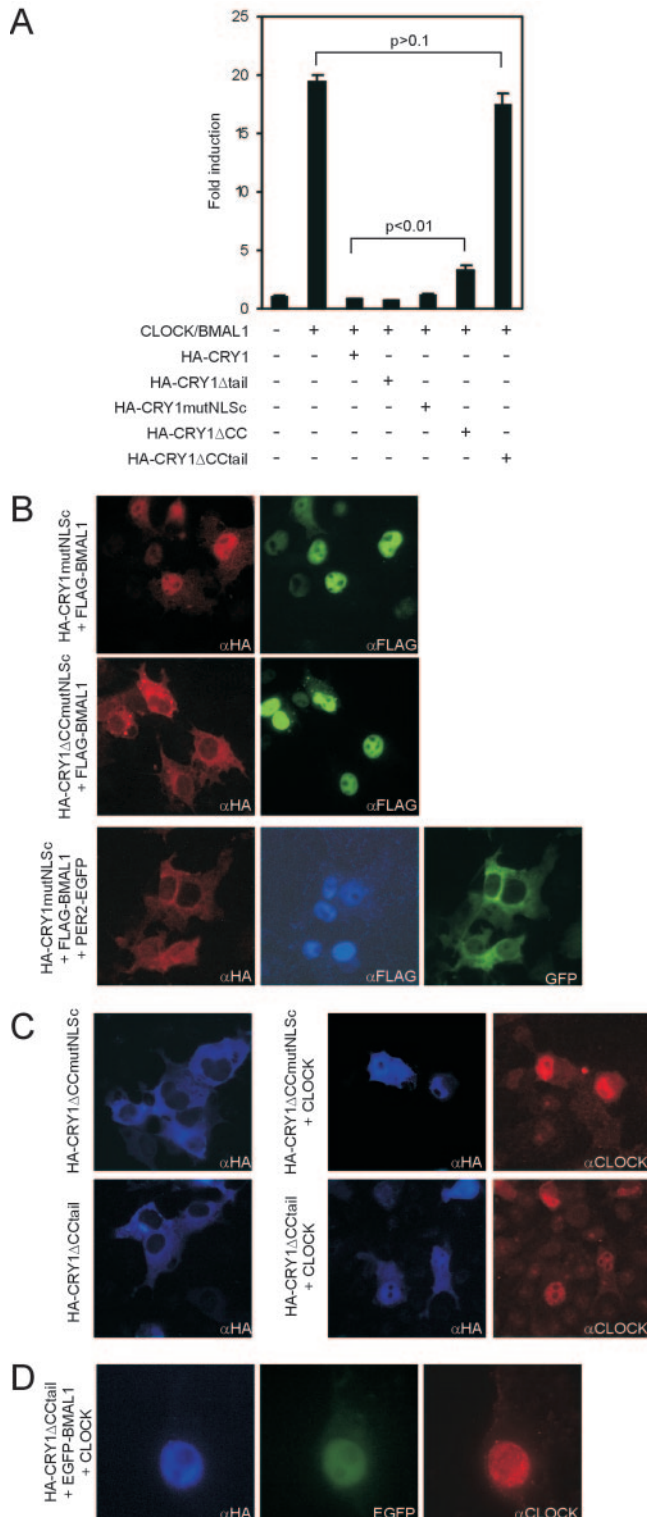 A
25
20
15
10
5
0
Fold induction
p>0.1
p<0.01
CLOCK/BMAL1 - + + + + + +
HA-CRY1 - - + - - - -
HA-CRY1Δtail - - - + - - -
HA-CRY1mutNLSc - - - - + - -
HA-CRY1ΔCC - - - - - + -
HA-CRY1ΔCCtail - - - - - - +
B
HA-CRY1mutNLSc
+ FLAG-BMAL1
αHA
αFLAG
HA-CRY1ΔCCmutNLSc
+ FLAG-BMAL1
αHA
αFLAG
HA-CRY1mutNLSc
+ FLAG-BMAL1
+ PER2-EGFP
αHA
αFLAG
GFP
C
HA-CRY1ΔCCmutNLSc
αHA
HA-CRY1ΔCCmutNLSc
+ CLOCK
αHA
αCLOCK
HA-CRY1ΔCCtail
αHA
HA-CRY1ΔCCtail
+ CLOCK
αHA
αCLOCK
D
HA-CRY1ΔCCtail
+ EGFP-BMAL1
+ CLOCK
αHA
EGFP
αCLOCK